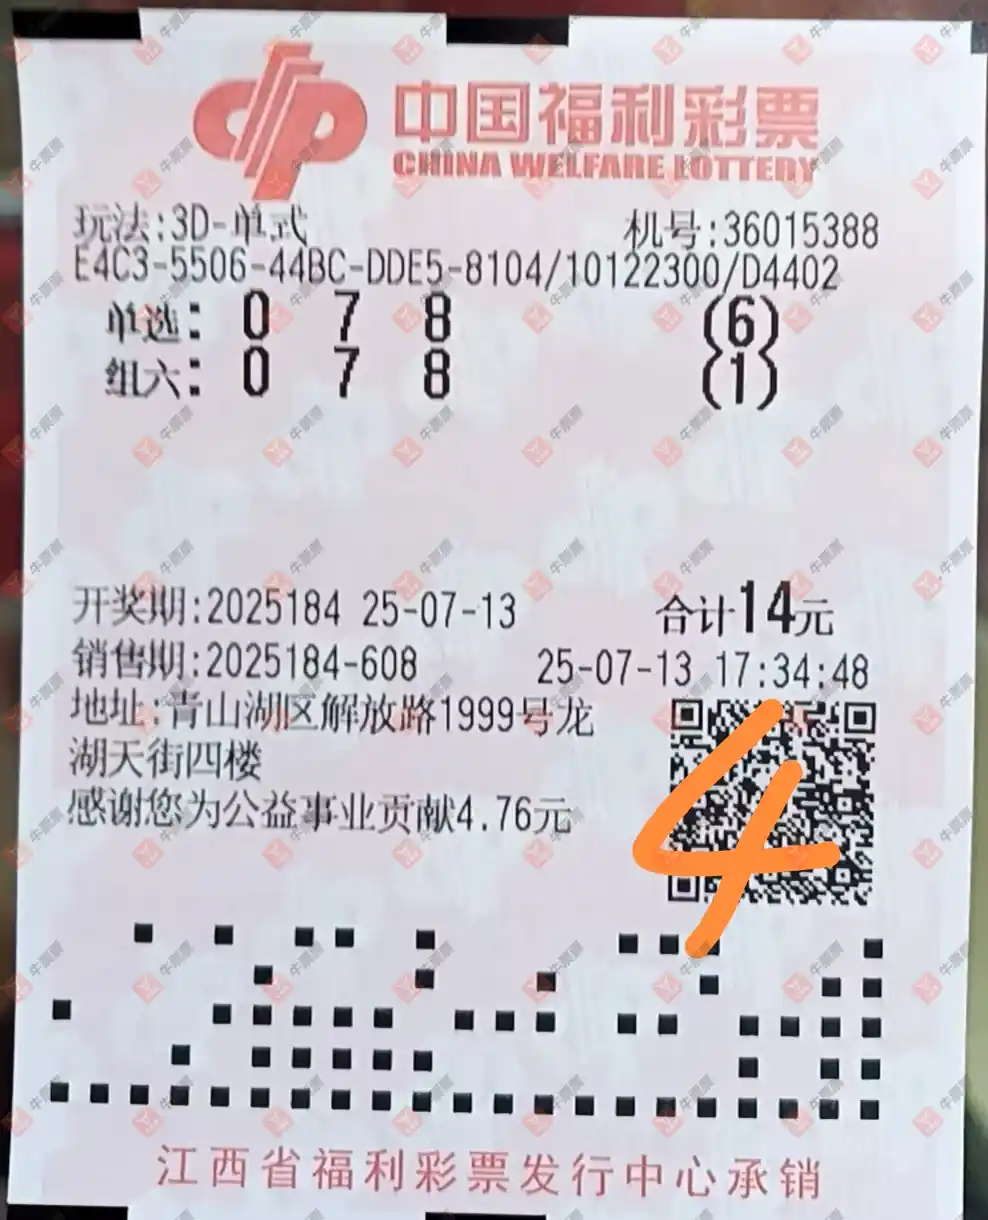 中国福利彩票
CHINA WELFARE LOTTERY
玩法:3D-单式 机号:36015388
E4C3-5506-44BC-DDE5-8104/10122300/D4402
单选: 0 7 8 (6)
组六: 0 7 8 (1)
开奖期:2025184 25-07-13 合计14元
销售期:2025184-608 25-07-13 17:34:48
地址:青山湖区解放路1999号龙
湖天街四楼
感谢您为公益事业贡献4.76元
4
江西省福利彩票发行中心承销
牛票票